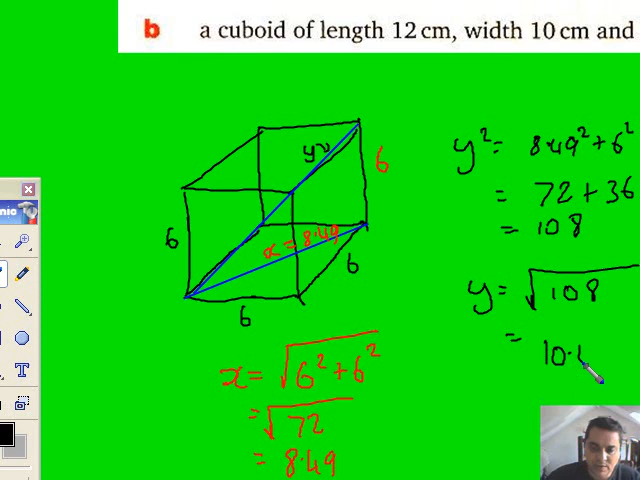 b a cuboid of length 12 cm, width 10 cm and
y
6
x = 8.49
6
6
6
y² = 8.49² + 6²
= 72 + 36
= 108
y = √108
= 10.
x = √6² + 6²
= √72
= 8.49
T